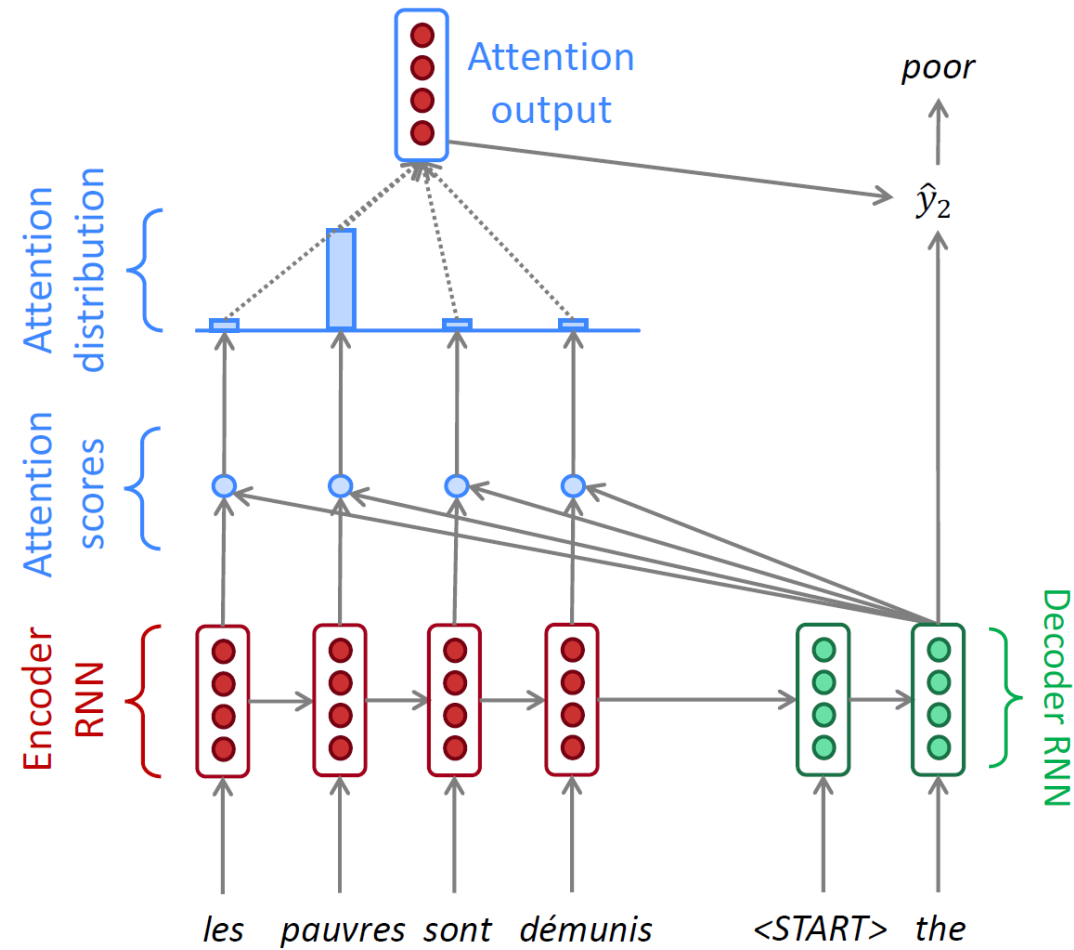 Attention
output
poor
ŷ₂
Attention
distribution
Attention
scores
Encoder
RNN
Decoder RNN
les pauvres sont démunis <START> the